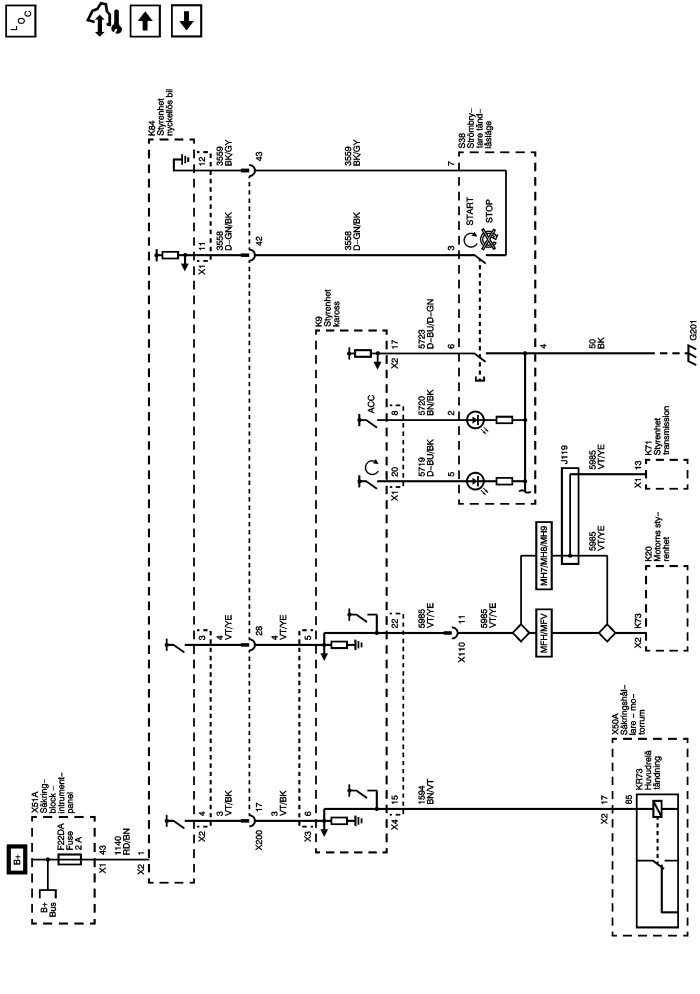 LOC
B+
X51A
Säkring–
block –
intrument–
panel
F22DA
Fuse
2 A
B+
Bus
X1
43
1140
RD/BN
X2
1
K84
Styrenhet
nyckellös bil
X2
4
3
VT/BK
17
X200
3
VT/BK
X3
6
3
4
VT/YE
28
4
VT/YE
5
X1
11
3558
D–GN/BK
42
3558
D–GN/BK
3
12
3559
BK/GY
43
3559
BK/GY
7
K9
Styrenhet
kaross
ACC
X4
15
1594
BN/VT
22
5985
VT/YE
X110
11
5985
VT/YE
X1
20
5719
D–BU/BK
5
8
5720
BN/BK
2
X2
17
5723
D–BU/D–GN
6
S38
Strömbry–
tare tänd–
låsläge
START
STOP
4
50
BK
G201
MFH/MFV
MH7/MH8/MH9
J119
5985
VT/YE
5985
VT/YE
X2
K73
K20
Motorns sty–
renhet
X1
13
K71
Styrenhet
transmission
X50A
Säkringshål–
lare – mo–
torrum
X2
17
85
KR73
Huvudrelä
tändning